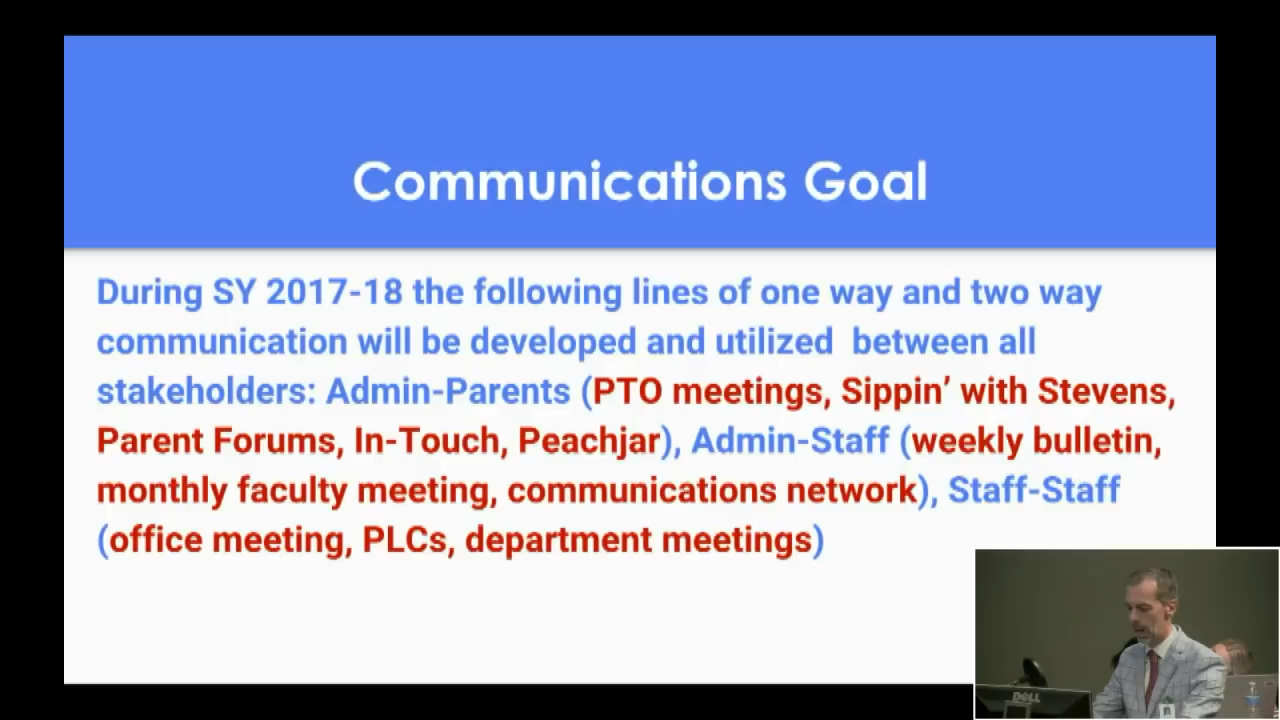 Communications Goal
During SY 2017-18 the following lines of one way and two way
communication will be developed and utilized between all
stakeholders: Admin-Parents (PTO meetings, Sippin’ with Stevens,
Parent Forums, In-Touch, Peachjar), Admin-Staff (weekly bulletin,
monthly faculty meeting, communications network), Staff-Staff
(office meeting, PLCs, department meetings)
DELL